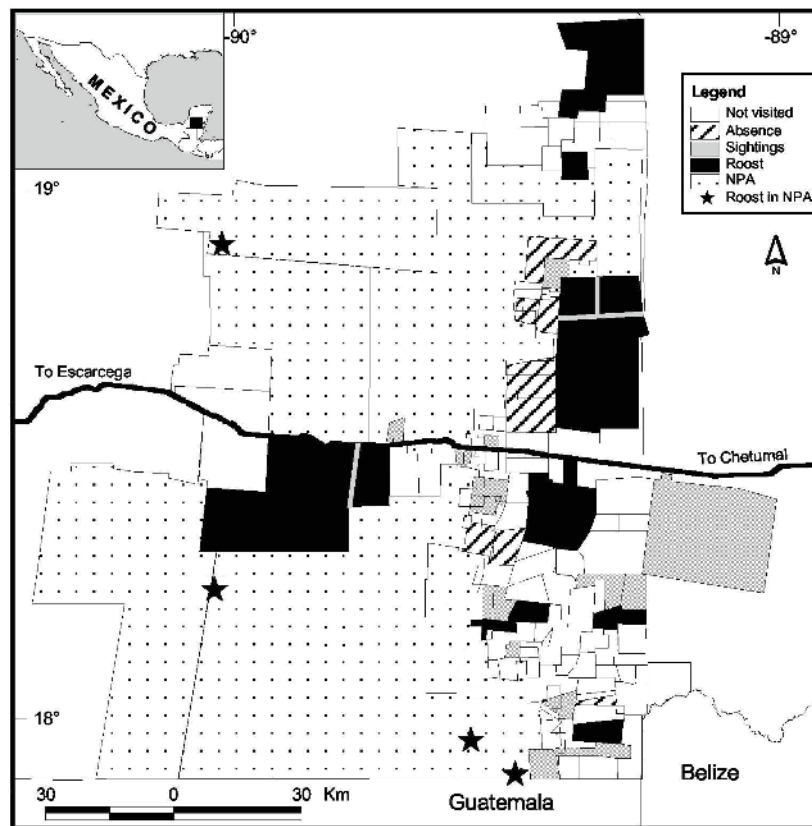 -90°
-89°
MEXICO
Legend
Not visited
Absence
Sightings
Roost
NPA
Roost in NPA
19°
N
To Escarcega
To Chetumal
18°
30 0 30 Km
Guatemala
Belize